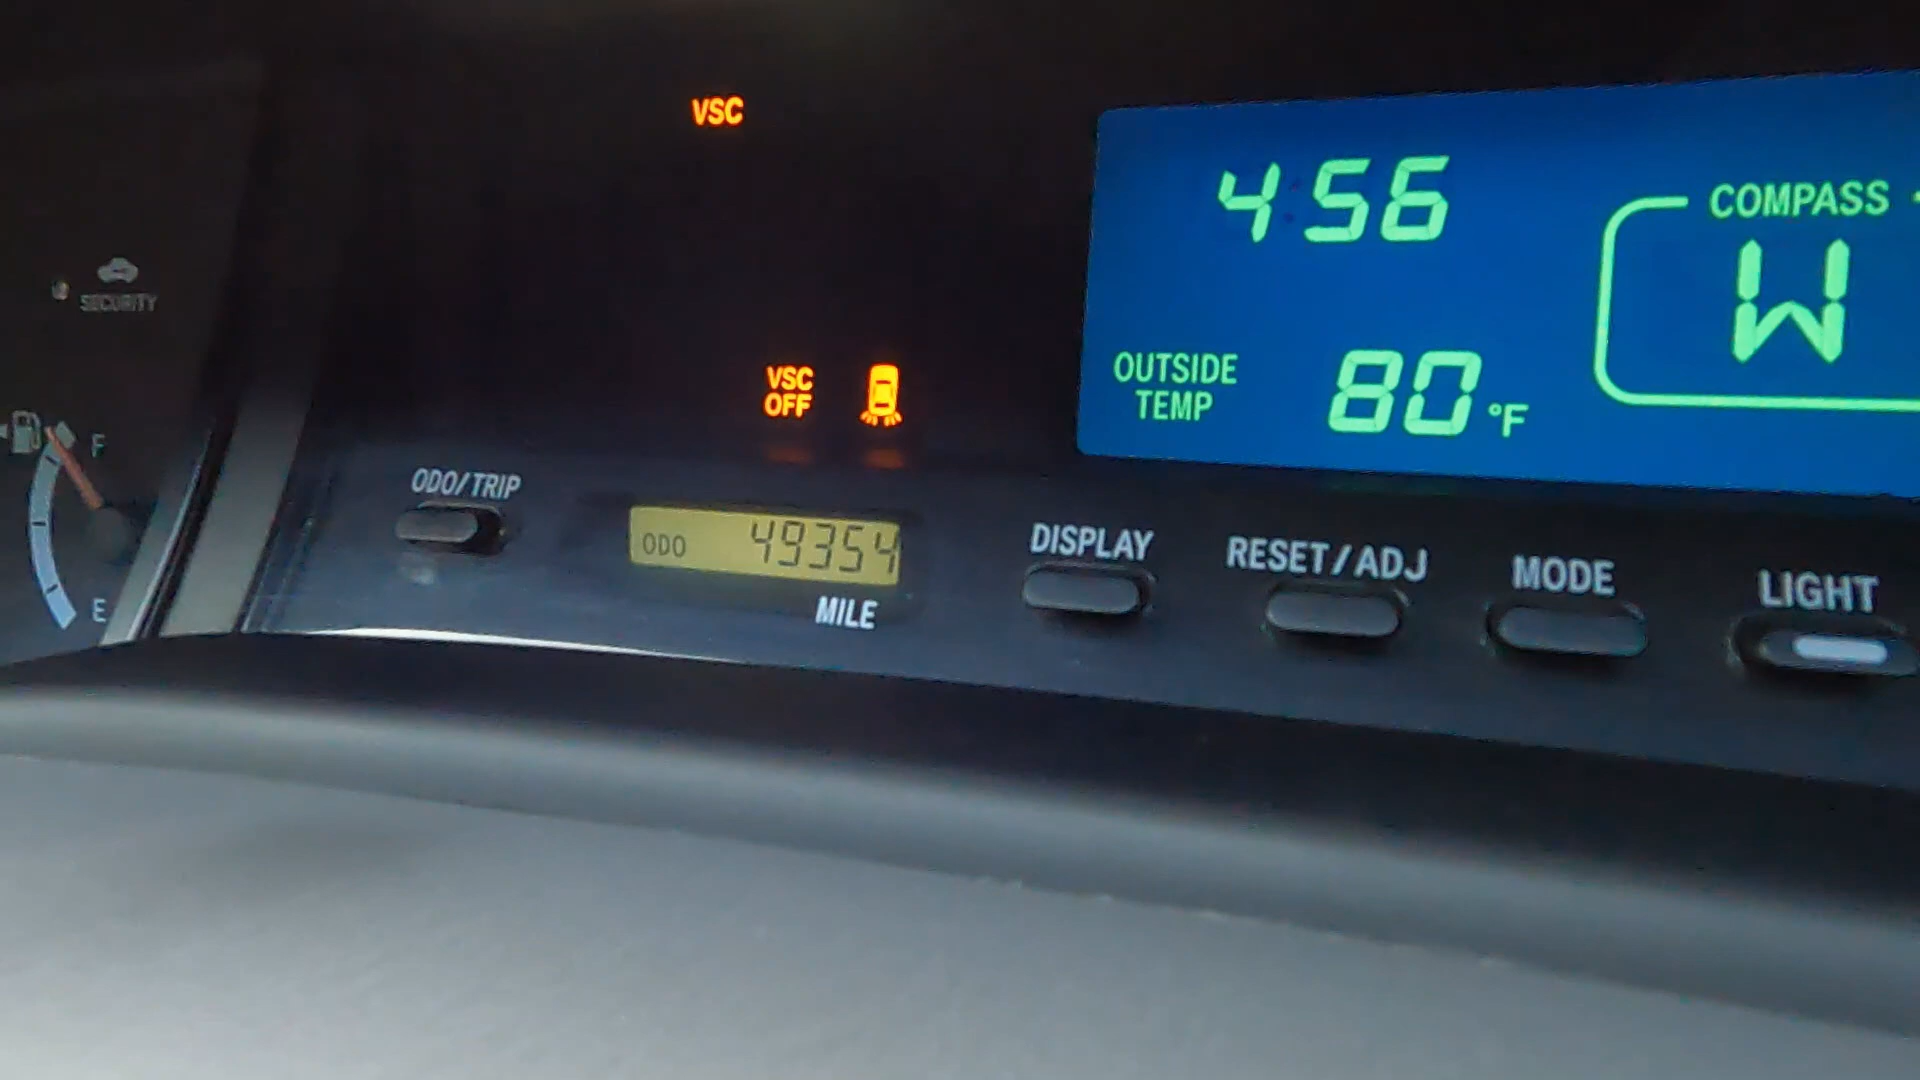 VSC
4:56
COMPASS
W
SECURITY
VSC
OFF
OUTSIDE
TEMP
80°F
F
E
ODO/TRIP
ODO 49354
MILE
DISPLAY
RESET/ADJ
MODE
LIGHT